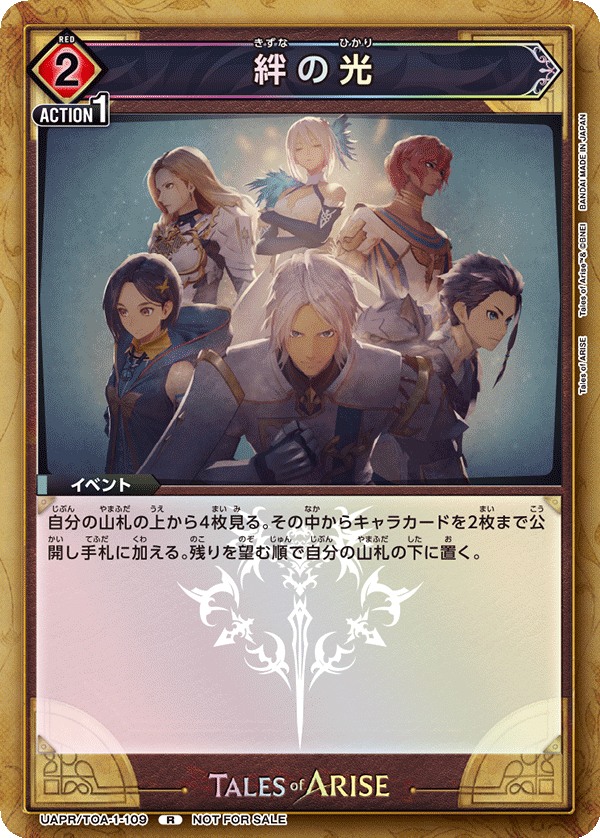 RED
2
ACTION 1
きずな ひかり
絆の光
BANDAI MADE IN JAPAN
Tales of Arise™& ©BNEI
Tales of ARISE
イベント
じぶん やまふだ うえ まい み なか まい こう
自分の山札の上から4枚見る。その中からキャラカードを2枚まで公
かい てふだ くわ のこ のぞ じゅん じぶん やまふだ した お
開し手札に加える。残りを望む順で自分の山札の下に置く。
TALES of ARISE
UAPR/TOA-1-109 R NOT FOR SALE